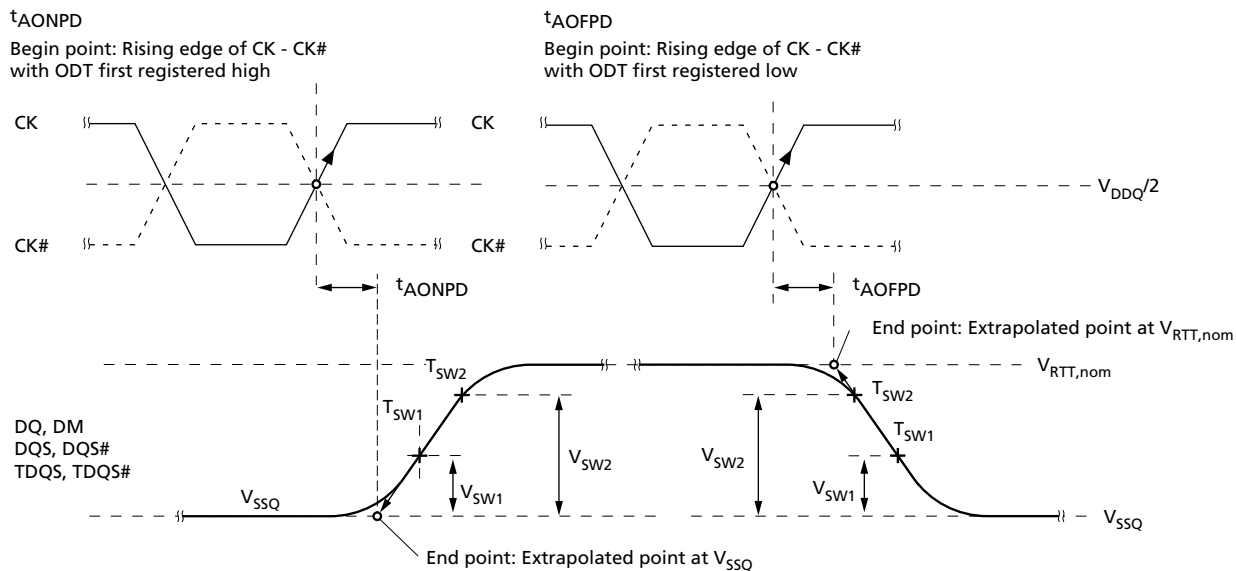 tAONPD
Begin point: Rising edge of CK - CK#
with ODT first registered high
tAOFPD
Begin point: Rising edge of CK - CK#
with ODT first registered low
CK
CK
VDDQ/2
CK#
CK#
tAONPD
tAOFPD
End point: Extrapolated point at VRTT,nom
TSW2
VRTT,nom
TSW2
TSW1
TSW1
DQ, DM
DQS, DQS#
TDQS, TDQS#
VSW2
VSW2
VSW1
VSW1
VSSQ
VSSQ
End point: Extrapolated point at VSSQ